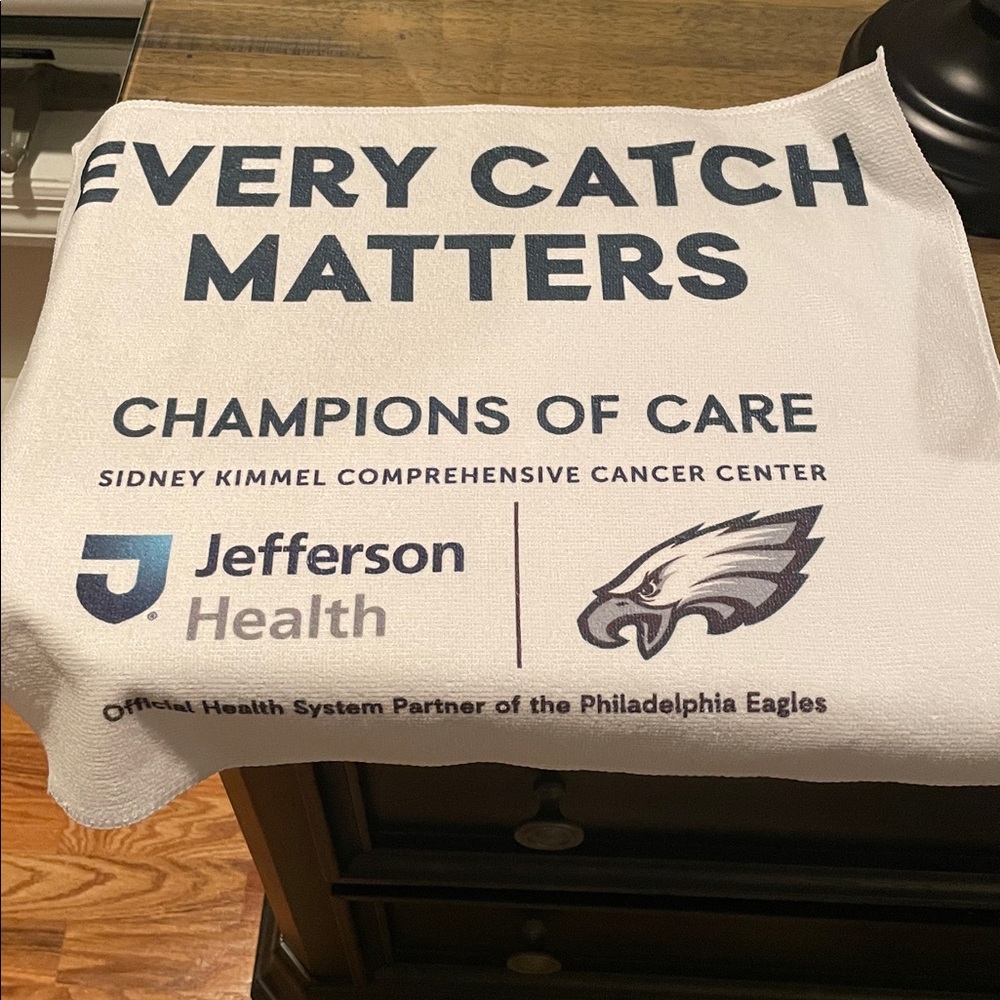 EVERY CATCH
MATTERS
CHAMPIONS OF CARE
SIDNEY KIMMEL COMPREHENSIVE CANCER CENTER
Jefferson
Health
Official Health System Partner of the Philadelphia Eagles